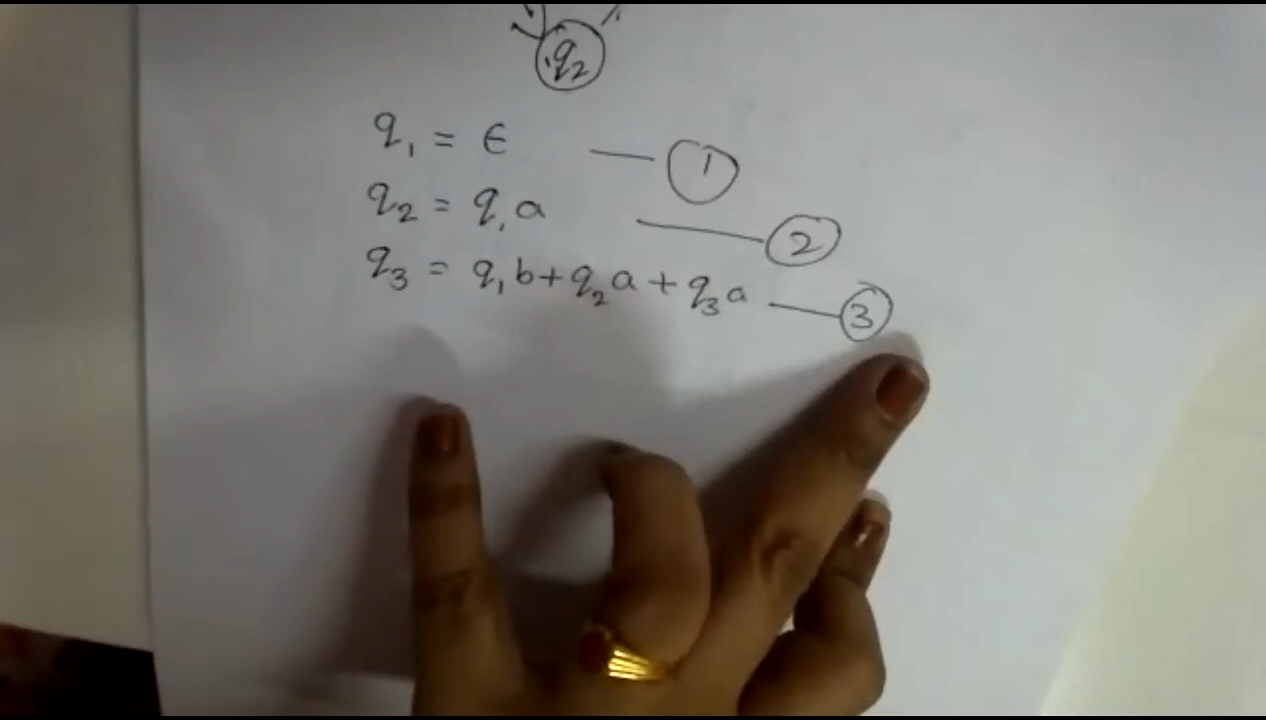 q₂
q₁ = ϵ — ①
q₂ = q₁a — ②
q₃ = q₁b + q₂a + q₃a — ③